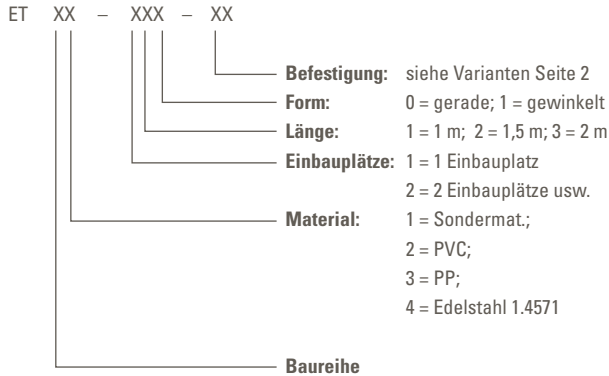 ET XX – XXX – XX
Befestigung: siehe Varianten Seite 2
Form: 0 = gerade; 1 = gewinkelt
Länge: 1 = 1 m; 2 = 1,5 m; 3 = 2 m
Einbauplätze: 1 = 1 Einbauplatz
2 = 2 Einbauplätze usw.
Material: 1 = Sondermat.;
2 = PVC;
3 = PP;
4 = Edelstahl 1.4571
Baureihe